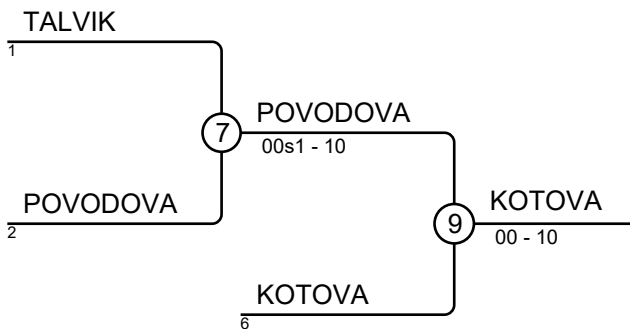 TALVIK
1
7
POVODOVA
00s1 - 10
POVODOVA
2
9
KOTOVA
00 - 10
KOTOVA
6